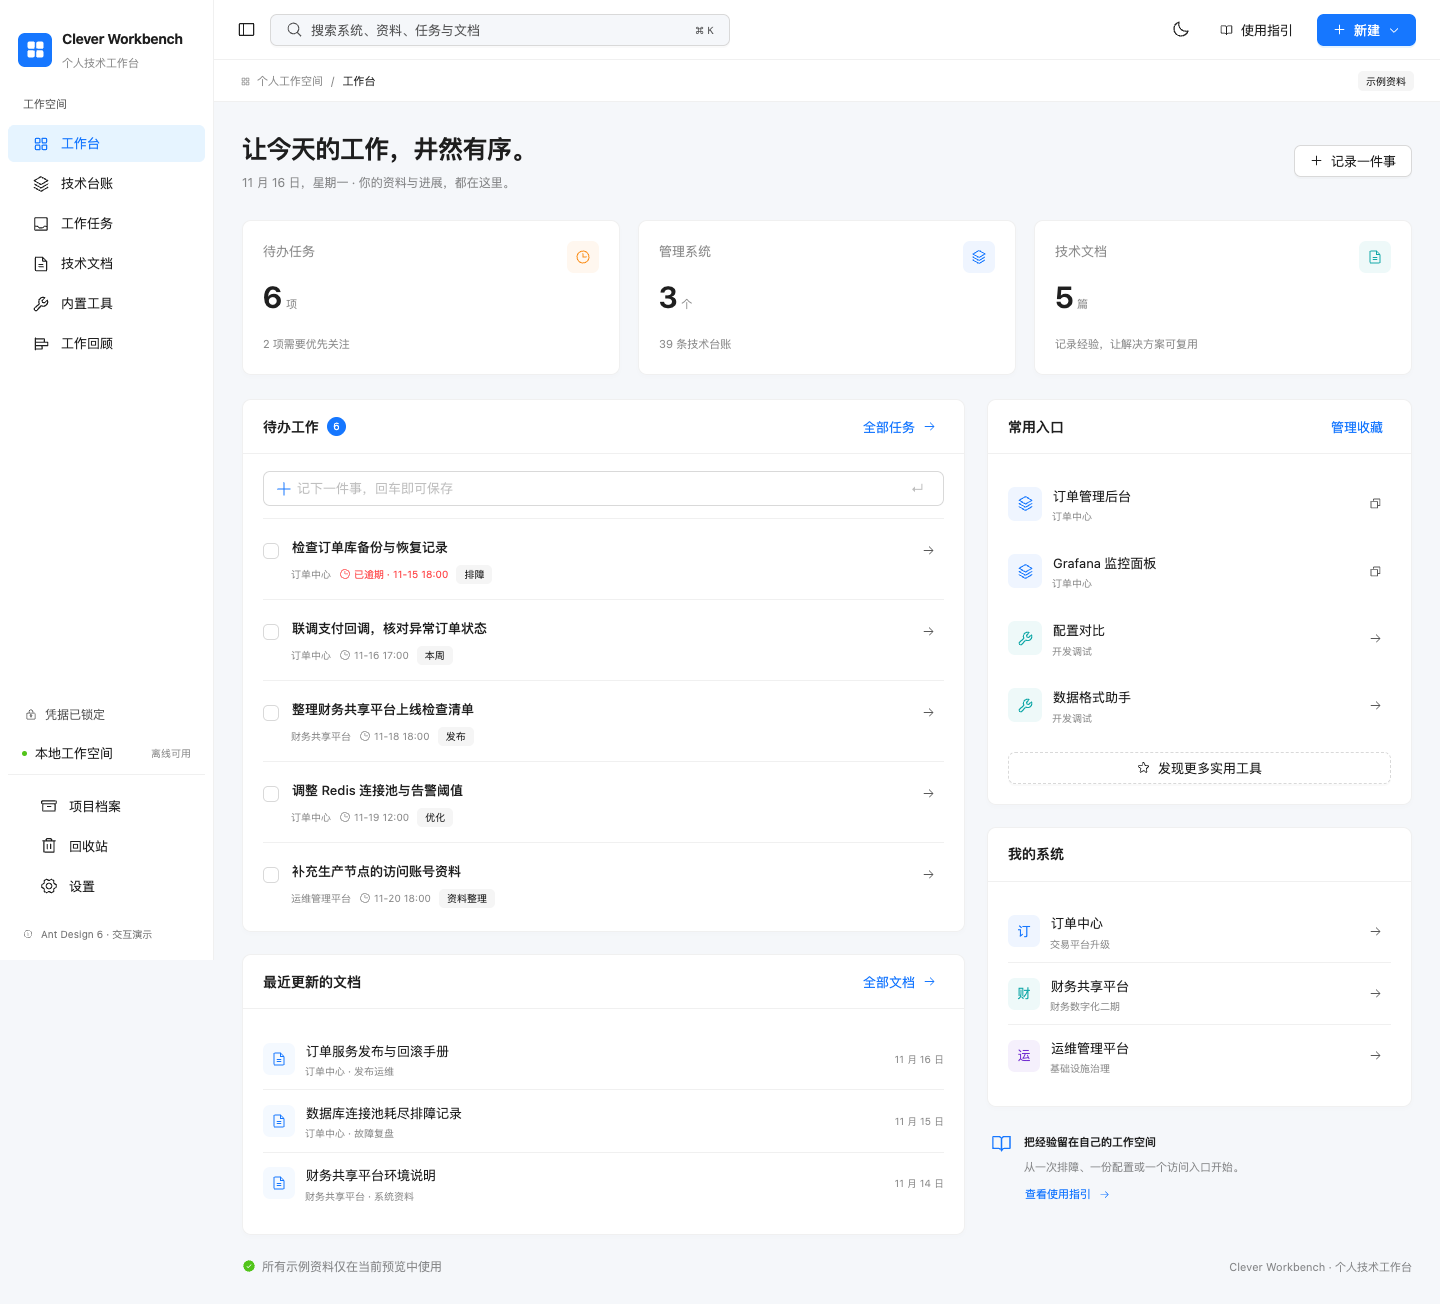 Clever Workbench
个人技术工作台
工作空间
工作台
技术台账
工作任务
技术文档
内置工具
工作回顾
凭据已锁定
本地工作空间 离线可用
项目档案
回收站
设置
Ant Design 6 · 交互演示
搜索系统、资料、任务与文档 ⌘ K
使用指引
新建
个人工作空间 / 工作台
示例资料
让今天的工作，井然有序。
11 月 16 日，星期一 · 你的资料与进展，都在这里。
记录一件事
待办任务
6 项
2 项需要优先关注
管理系统
3 个
39 条技术台账
技术文档
5 篇
记录经验，让解决方案可复用
待办工作 6
全部任务
记下一件事，回车即可保存
检查订单库备份与恢复记录
订单中心 已逾期 · 11-15 18:00 排障
联调支付回调，核对异常订单状态
订单中心 11-16 17:00 本周
整理财务共享平台上线检查清单
财务共享平台 11-18 18:00 发布
调整 Redis 连接池与告警阈值
订单中心 11-19 12:00 优化
补充生产节点的访问账号资料
运维管理平台 11-20 18:00 资料整理
最近更新的文档
全部文档
订单服务发布与回滚手册
订单中心 · 发布运维
11 月 16 日
数据库连接池耗尽排障记录
订单中心 · 故障复盘
11 月 15 日
财务共享平台环境说明
财务共享平台 · 系统资料
11 月 14 日
常用入口
管理收藏
订单管理后台
订单中心
Grafana 监控面板
订单中心
配置对比
开发调试
数据格式助手
开发调试
发现更多实用工具
我的系统
订 订单中心
交易平台升级
财 财务共享平台
财务数字化二期
运 运维管理平台
基础设施治理
把经验留在自己的工作空间
从一次排障、一份配置或一个访问入口开始。
查看使用指引
所有示例资料仅在当前预览中使用
Clever Workbench · 个人技术工作台